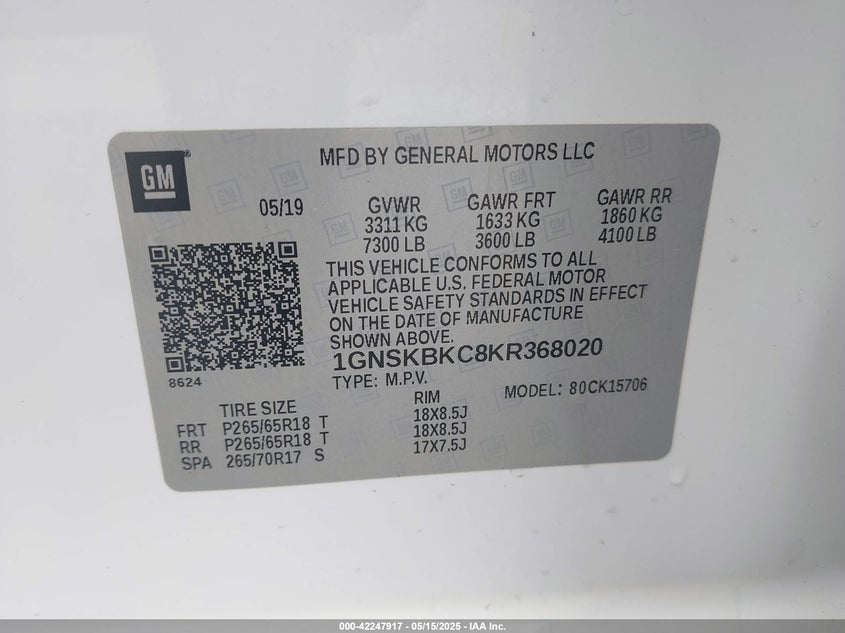 GM
MFD BY GENERAL MOTORS LLC
05/19
GVWR GAWR FRT GAWR RR
3311 KG 1633 KG 1860 KG
7300 LB 3600 LB 4100 LB
THIS VEHICLE CONFORMS TO ALL
APPLICABLE U.S. FEDERAL MOTOR
VEHICLE SAFETY STANDARDS IN EFFECT
ON THE DATE OF MANUFACTURE
SHOWN ABOVE.
1GNSKBKC8KR368020
8624
TYPE: M.P.V. MODEL: 80CK15706
TIRE SIZE RIM
FRT P265/65R18 T 18X8.5J
RR P265/65R18 T 18X8.5J
SPA 265/70R17 S 17X7.5J
000-42247917 - 05/15/2025 - IAA Inc.